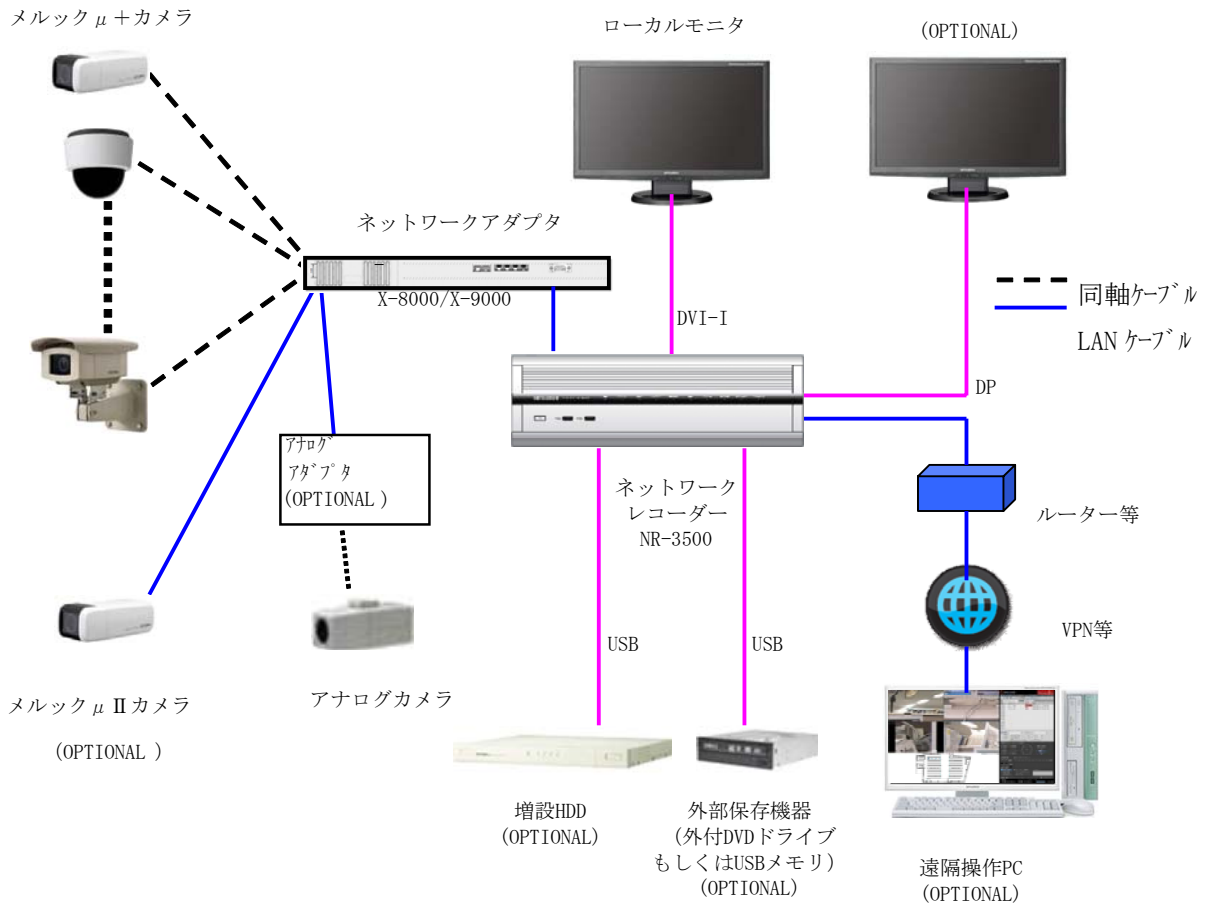 メルックμ＋カメラ
ローカルモニタ
(OPTIONAL)
ネットワークアダプタ
X-8000/X-9000
同軸ｹｰﾌﾞﾙ
LAN ｹｰﾌﾞﾙ
DVI-I
DP
ｱﾅﾛｸﾞ
ｱﾀﾞﾌﾟﾀ
(OPTIONAL )
ネットワーク
レコーダー
NR-3500
ルーター等
VPN等
USB
USB
メルックμⅡカメラ
(OPTIONAL )
アナログカメラ
増設HDD
(OPTIONAL)
外部保存機器
(外付DVDドライブ
もしくはUSBメモリ)
(OPTIONAL)
遠隔操作PC
(OPTIONAL)